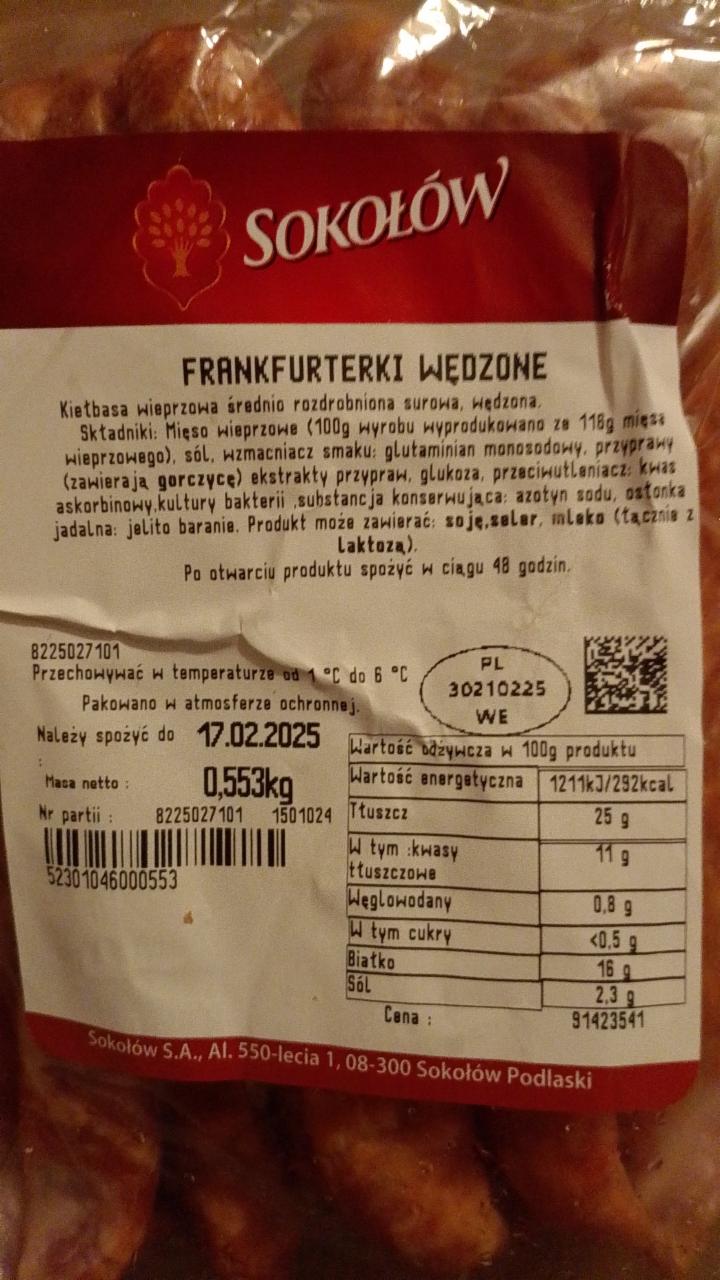 SOKOŁÓW
FRANKFURTERKI WĘDZONE
Kiełbasa wieprzowa średnio rozdrobniona surowa, wędzona.
Składniki: Mięso wieprzowe (100g wyrobu wyprodukowano ze 118g mięsa
wieprzowego), sól, wzmacniacz smaku: glutaminian monosodowy, przyprawy
(zawierają gorczycę) ekstrakty przypraw, glukoza, przeciwutleniacz: kwas
askorbinowy,kultury bakterii ,substancja konserwująca: azotyn sodu, osłonka
jadalna: jelito baranie. Produkt może zawierać: soję,seler, mleko (łącznie z
laktozą).
Po otwarciu produktu spożyć w ciągu 48 godzin.
8225027101
Przechowywać w temperaturze od 1 °C do 6 °C
Pakowano w atmosferze ochronnej.
PL
30210225
WE
Należy spożyć do 17.02.2025
:
Masa netto : 0,553kg
Nr partii : 8225027101 1501024
52301046000553
Wartość odżywcza w 100g produktu
Wartość energetyczna 1211kJ/292kcal
Tłuszcz 25 g
W tym :kwasy tłuszczowe 11 g
Węglowodany 0,8 g
W tym cukry <0,5 g
Białko 16 g
Sól 2,3 g
Cena : 91423541
Sokołów S.A., Al. 550-lecia 1, 08-300 Sokołów Podlaski